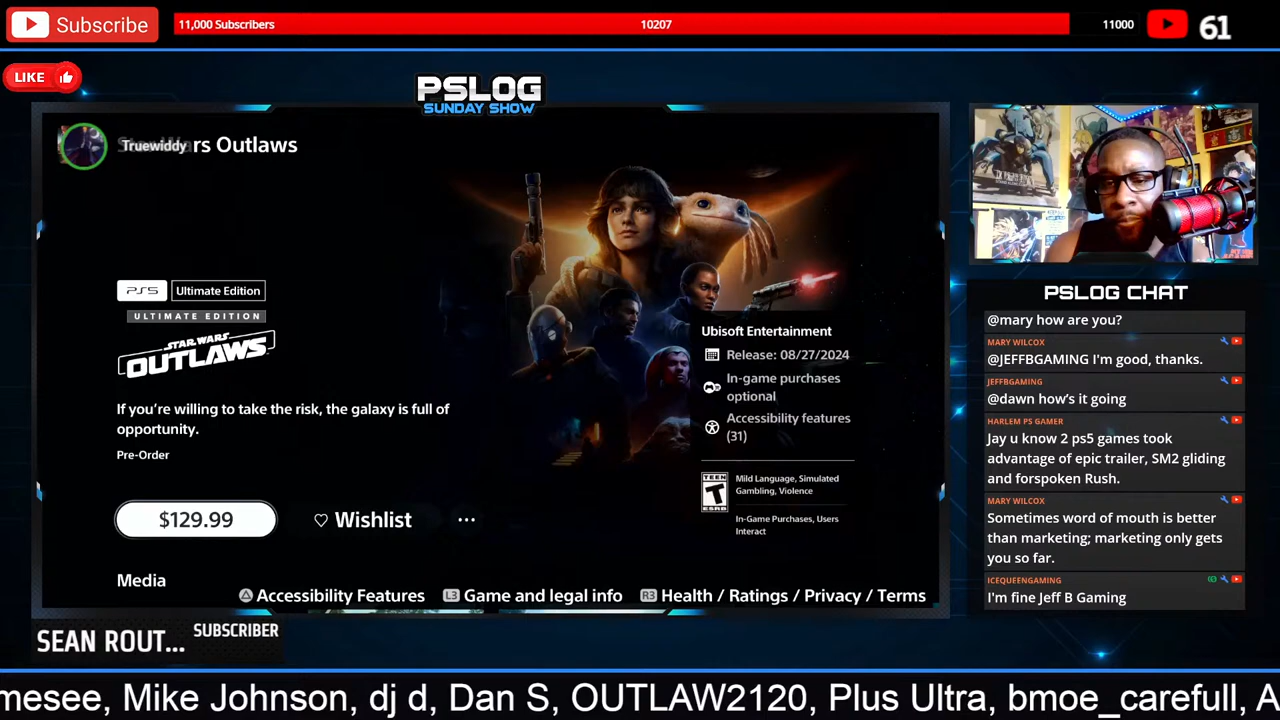 Subscribe
11,000 Subscribers
10207
11000
61
LIKE
PSLOG
SUNDAY SHOW
Truewiddy
rs Outlaws
PS5
Ultimate Edition
ULTIMATE EDITION
STAR WARS
OUTLAWS
If you’re willing to take the risk, the galaxy is full of
opportunity.
Pre-Order
$129.99
Wishlist
...
Media
Ubisoft Entertainment
Release: 08/27/2024
In-game purchases
optional
Accessibility features
(31)
TEEN
T
ESRB
Mild Language, Simulated
Gambling, Violence
In-Game Purchases, Users
Interact
Accessibility Features
L3 Game and legal info
R3 Health / Ratings / Privacy / Terms
PSLOG CHAT
@mary how are you?
MARY WILCOX
@JEFFBGAMING I'm good, thanks.
JEFFBGAMING
@dawn how’s it going
HARLEM PS GAMER
Jay u know 2 ps5 games took
advantage of epic trailer, SM2 gliding
and forspoken Rush.
MARY WILCOX
Sometimes word of mouth is better
than marketing; marketing only gets
you so far.
ICEQUEENGAMING
I'm fine Jeff B Gaming
SEAN ROUT...
SUBSCRIBER
mesee, Mike Johnson, dj d, Dan S, OUTLAW2120, Plus Ultra, bmoe_carefull, A